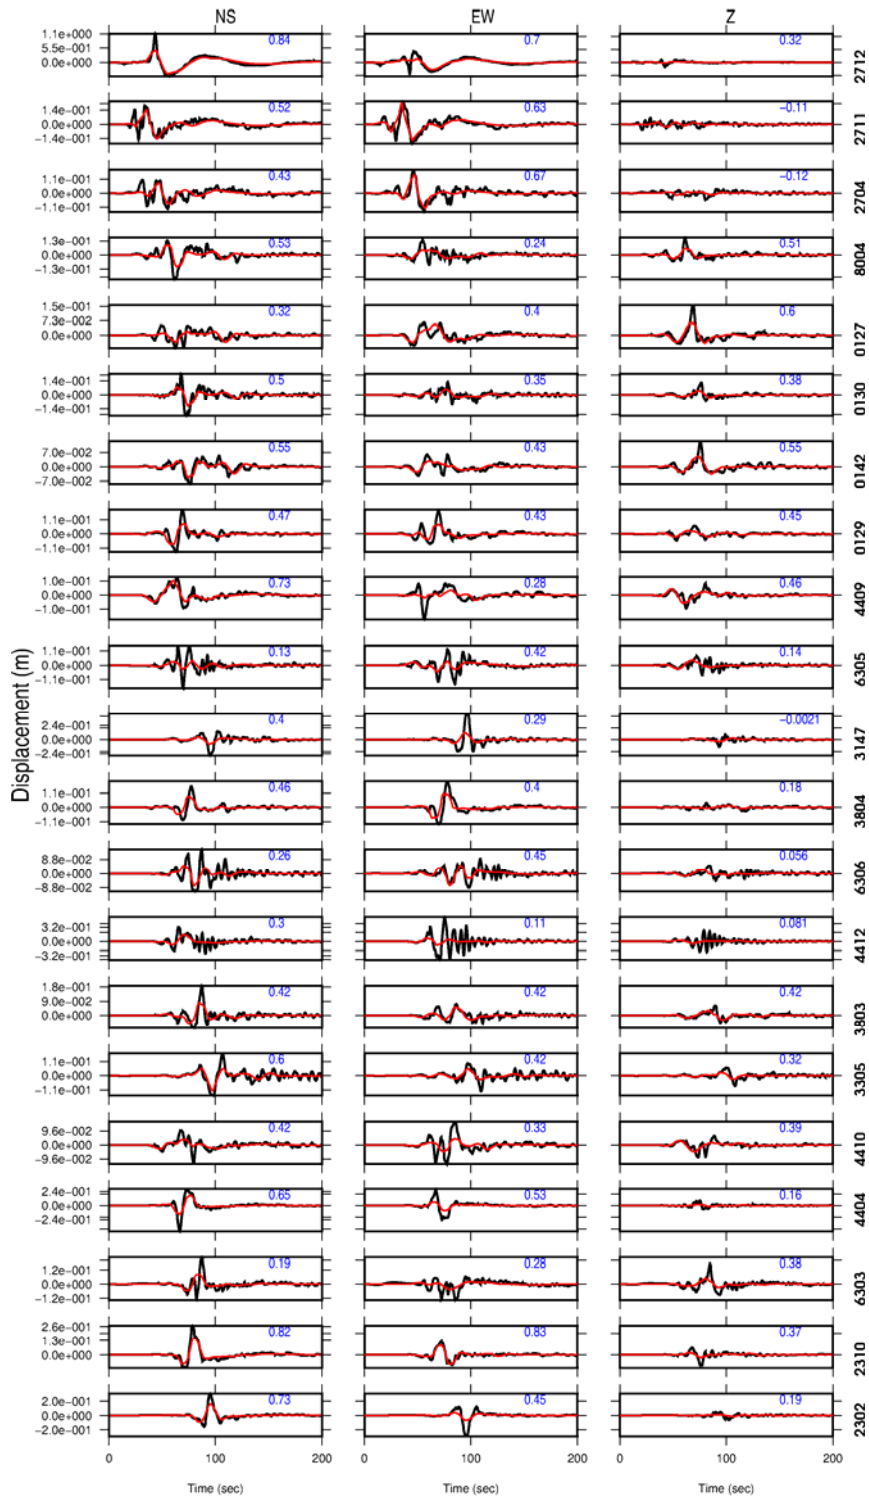 NS EW Z
1.1e+000 0.84 0.7 0.32
5.5e−001
0.0e+000
2712
1.4e−001 0.52 0.63 −0.11
0.0e+000
−1.4e−001
2711
1.1e−001 0.43 0.67 −0.12
0.0e+000
−1.1e−001
2704
1.3e−001 0.53 0.24 0.51
0.0e+000
−1.3e−001
8004
1.5e−001 0.32 0.4 0.6
7.3e−002
0.0e+000
0127
1.4e−001 0.5 0.35 0.38
0.0e+000
−1.4e−001
0130
7.0e−002 0.55 0.43 0.55
0.0e+000
−7.0e−002
0142
1.1e−001 0.47 0.43 0.45
0.0e+000
−1.1e−001
0129
1.0e−001 0.73 0.28 0.46
0.0e+000
−1.0e−001
4409
1.1e−001 0.13 0.42 0.14
0.0e+000
−1.1e−001
6305
Displacement (m)
2.4e−001 0.4 0.29 −0.0021
0.0e+000
−2.4e−001
3147
1.1e−001 0.46 0.4 0.18
0.0e+000
−1.1e−001
3804
8.8e−002 0.26 0.45 0.056
0.0e+000
−8.8e−002
6306
3.2e−001 0.3 0.11 0.081
0.0e+000
−3.2e−001
4412
1.8e−001 0.42 0.42 0.42
9.0e−002
0.0e+000
3803
1.1e−001 0.6 0.42 0.32
0.0e+000
−1.1e−001
3305
9.6e−002 0.42 0.33 0.39
0.0e+000
−9.6e−002
4410
2.4e−001 0.65 0.53 0.16
0.0e+000
−2.4e−001
4404
1.2e−001 0.19 0.28 0.38
0.0e+000
−1.2e−001
6303
2.6e−001 0.82 0.83 0.37
1.3e−001
0.0e+000
2310
2.0e−001 0.73 0.45 0.19
0.0e+000
−2.0e−001
2302
0 100 200 0 100 200 0 100 200
Time (sec) Time (sec) Time (sec)